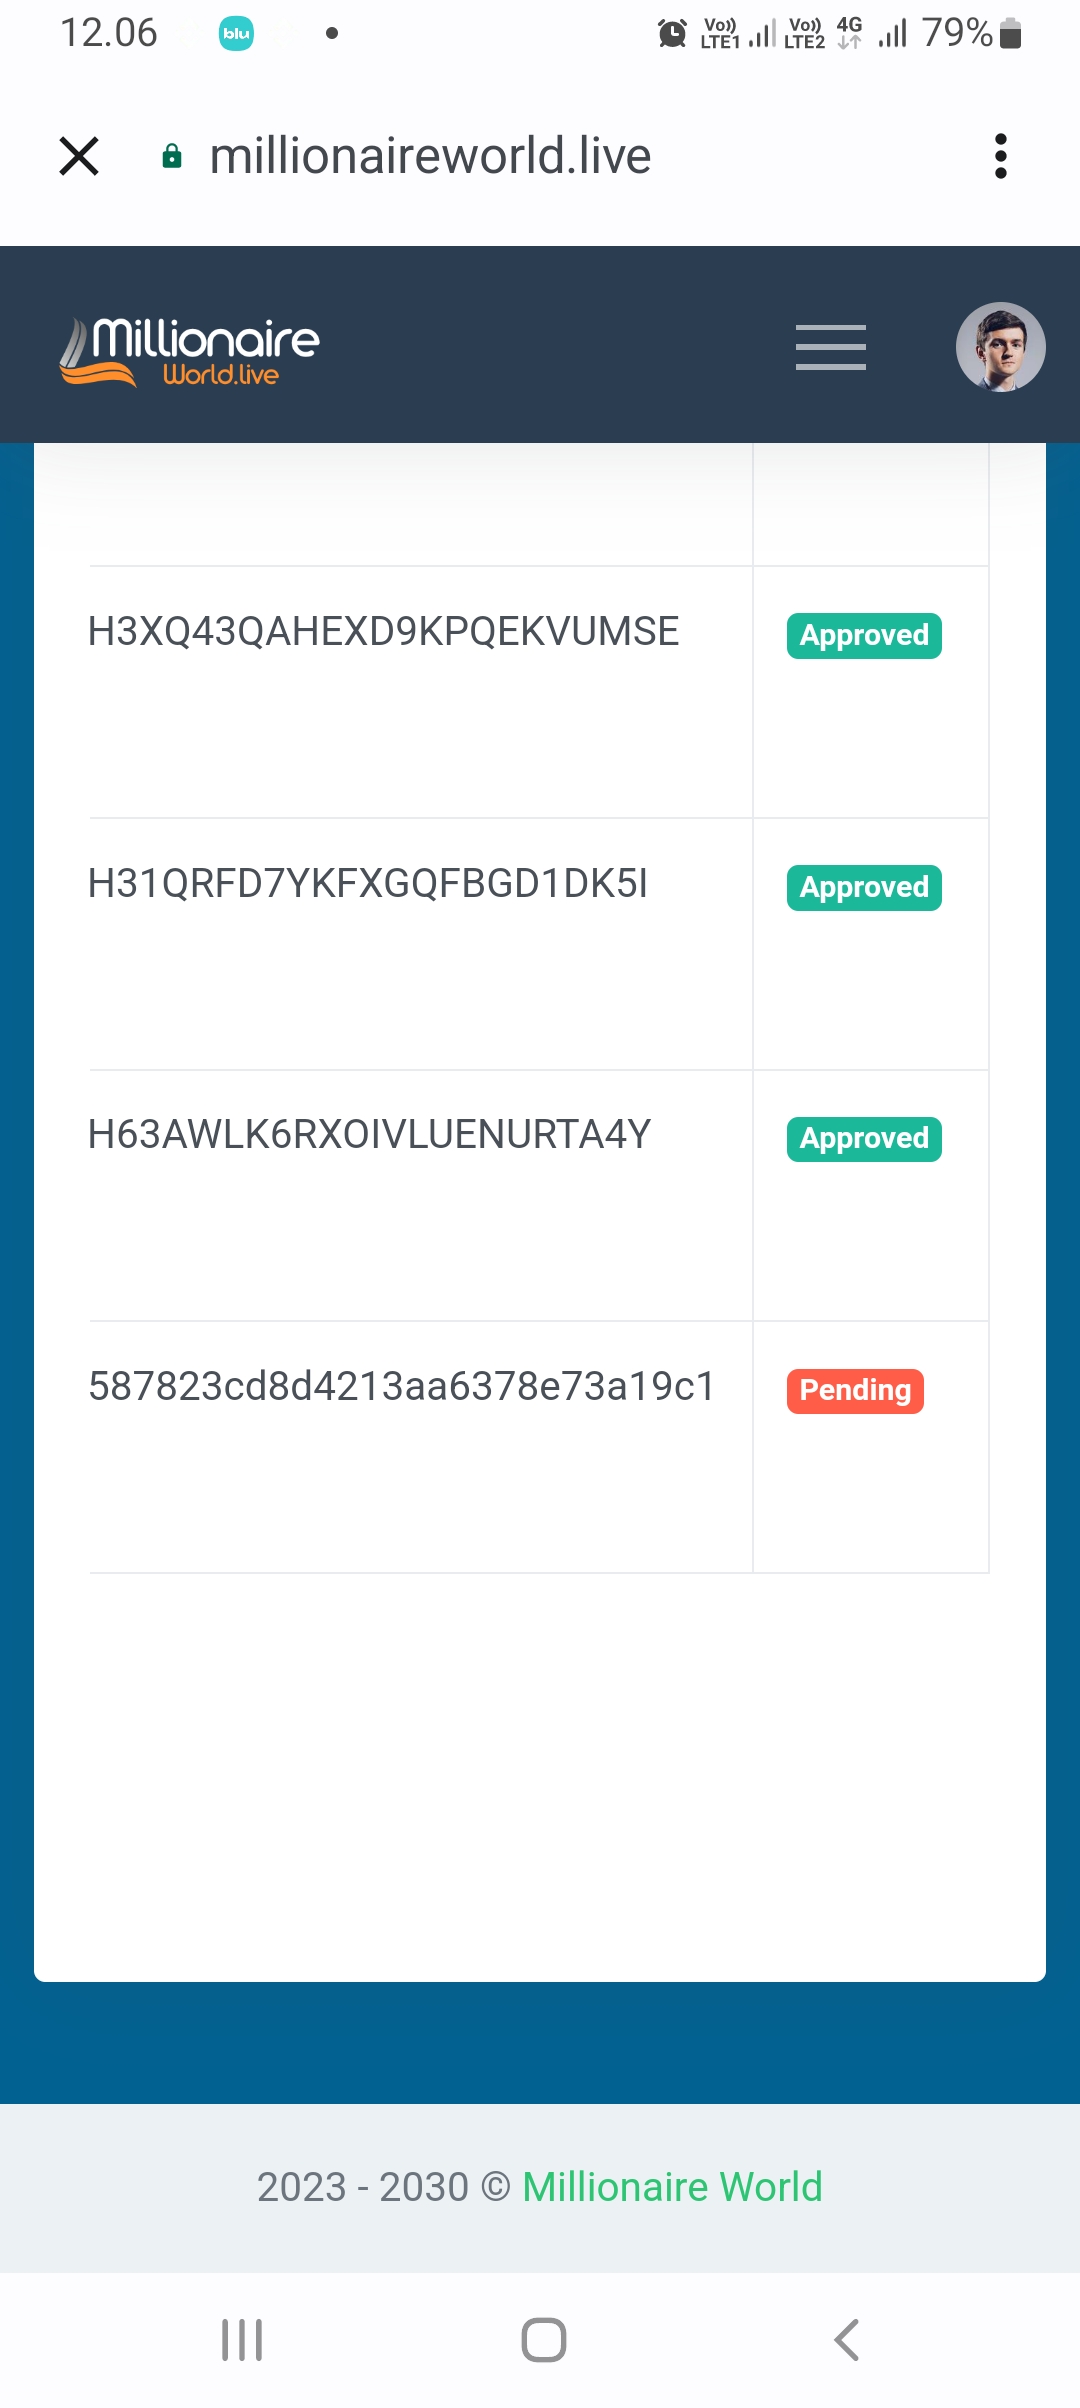 12.06 blu Vo)) LTE1 Vo)) LTE2 4G 79%
millionaireworld.live
Millionaire
World.live
H3XQ43QAHEXD9KPQEKVUMSE Approved
H31QRFD7YKFXGQFBGD1DK5I Approved
H63AWLK6RXOIVLUENURTA4Y Approved
587823cd8d4213aa6378e73a19c1 Pending
2023 - 2030 © Millionaire World